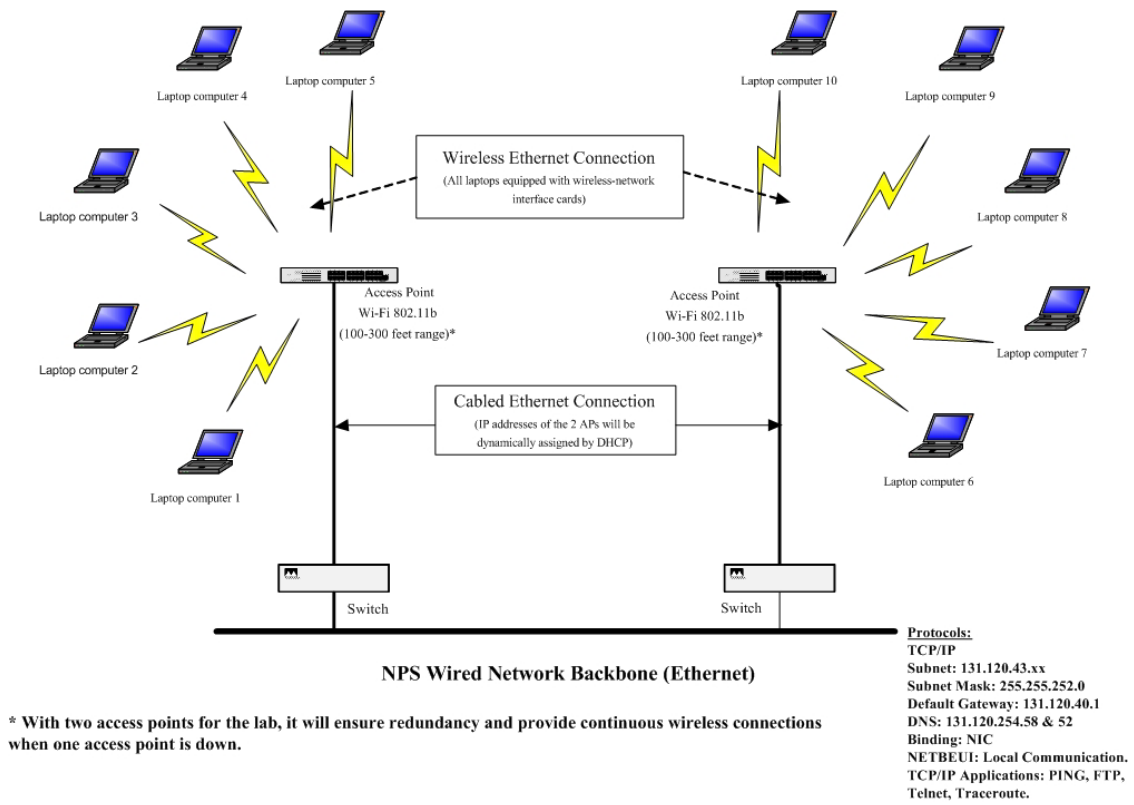 Laptop computer 4
Laptop computer 5
Laptop computer 10
Laptop computer 9
Wireless Ethernet Connection
(All laptops equipped with wireless-network
interface cards)
Laptop computer 3
Laptop computer 8
Access Point
Wi-Fi 802.11b
(100-300 feet range)*
Access Point
Wi-Fi 802.11b
(100-300 feet range)*
Laptop computer 2
Laptop computer 7
Cabled Ethernet Connection
(IP addresses of the 2 APs will be
dynamically assigned by DHCP)
Laptop computer 1
Laptop computer 6
Switch
Switch
NPS Wired Network Backbone (Ethernet)
* With two access points for the lab, it will ensure redundancy and provide continuous wireless connections
when one access point is down.
Protocols:
TCP/IP
Subnet: 131.120.43.xx
Subnet Mask: 255.255.252.0
Default Gateway: 131.120.40.1
DNS: 131.120.254.58 & 52
Binding: NIC
NETBEUI: Local Communication.
TCP/IP Applications: PING, FTP,
Telnet, Traceroute.